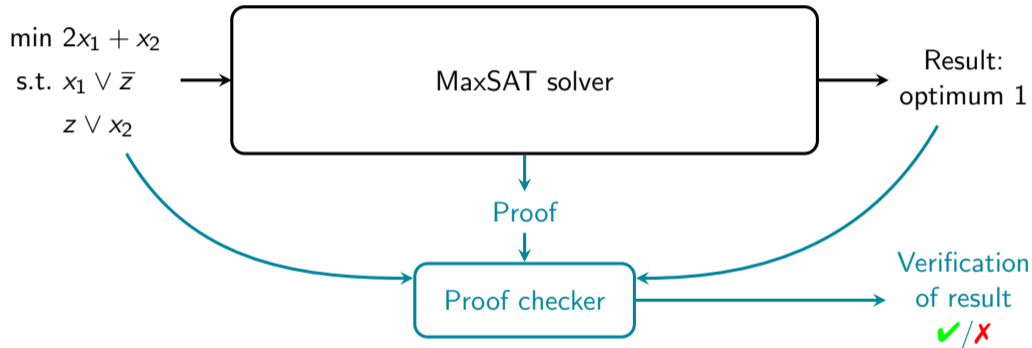 min 2x₁ + x₂
s.t. x₁ ∨ z̄
z ∨ x₂
MaxSAT solver
Result:
optimum 1
Proof
Proof checker
Verification
of result
✔/✗